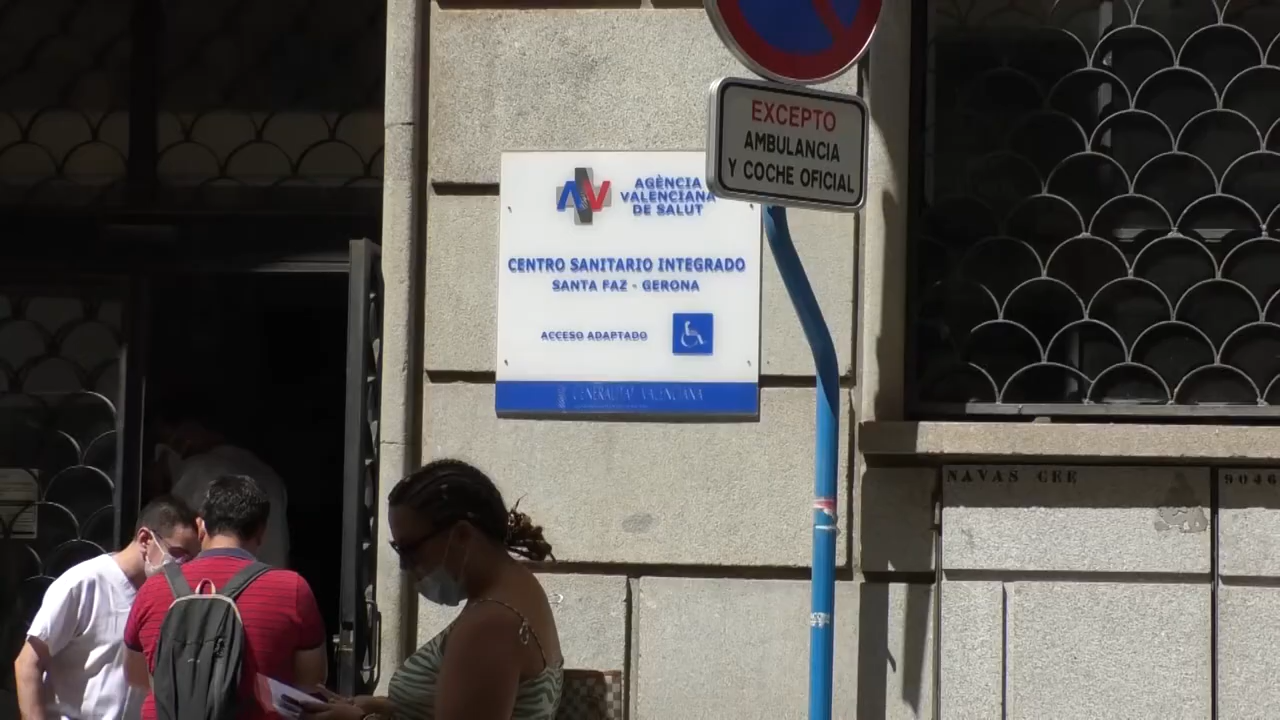 EXCEPTO
AMBULANCIA
Y COCHE OFICIAL
AV
AGÈNCIA
VALENCIANA
DE SALUT
CENTRO SANITARIO INTEGRADO
SANTA FAZ - GERONA
ACCESO ADAPTADO
GENERALITAT VALENCIANA
NAVAS
9046